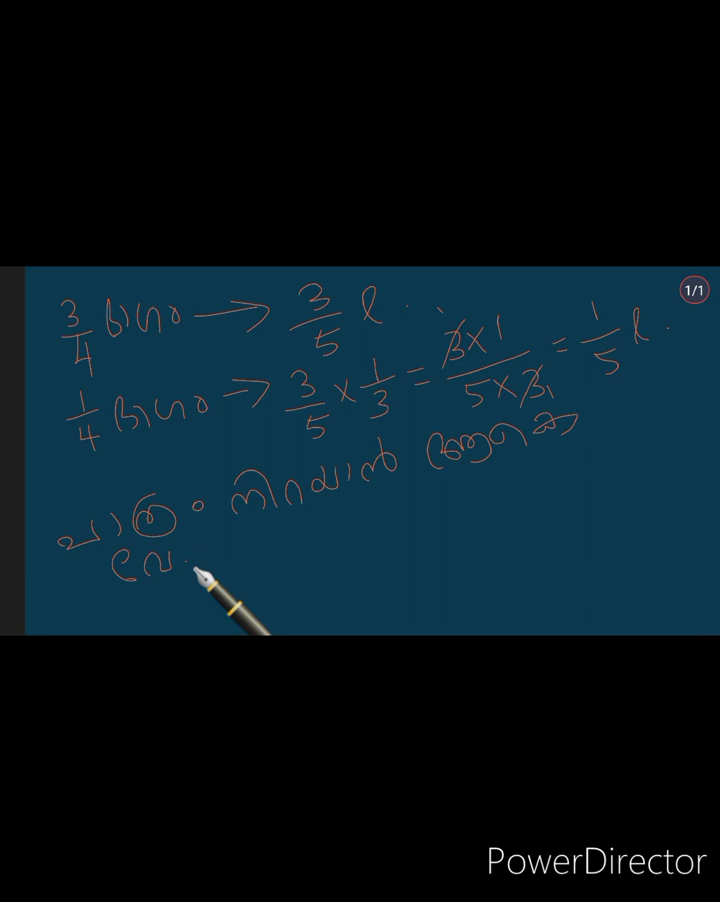 1/1
3/4 ഭാഗം → 3/5 l.
1/4 ഭാഗം → 3/5 × 1/3 = 3×1 / 5×3 = 1/5 l.
പാത്രം നിറയാൻ ആകെ
വേ
PowerDirector